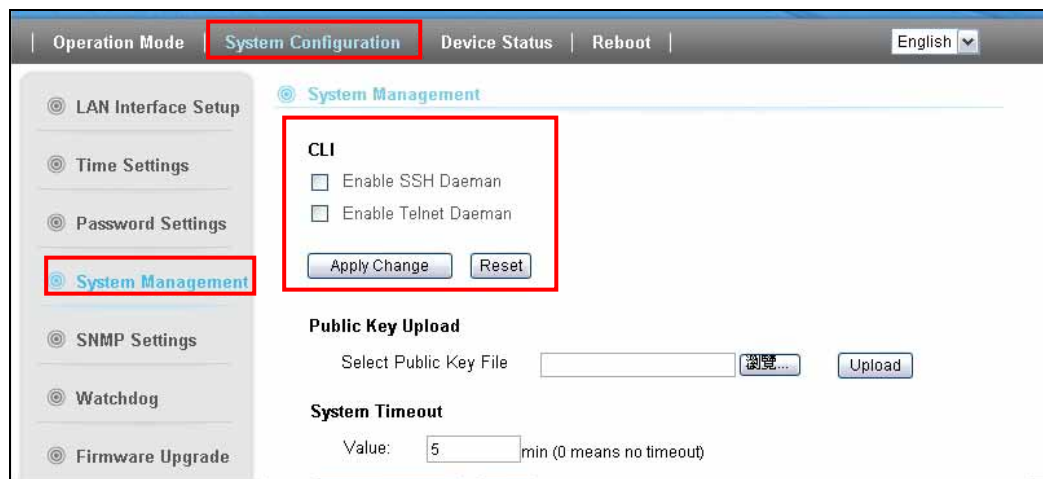 Operation Mode | System Configuration Device Status | Reboot | English
LAN Interface Setup
Time Settings
Password Settings
System Management
SNMP Settings
Watchdog
Firmware Upgrade
System Management
CLI
Enable SSH Daeman
Enable Telnet Daeman
Apply Change Reset
Public Key Upload
Select Public Key File 瀏覽... Upload
System Timeout
Value: 5 min (0 means no timeout)